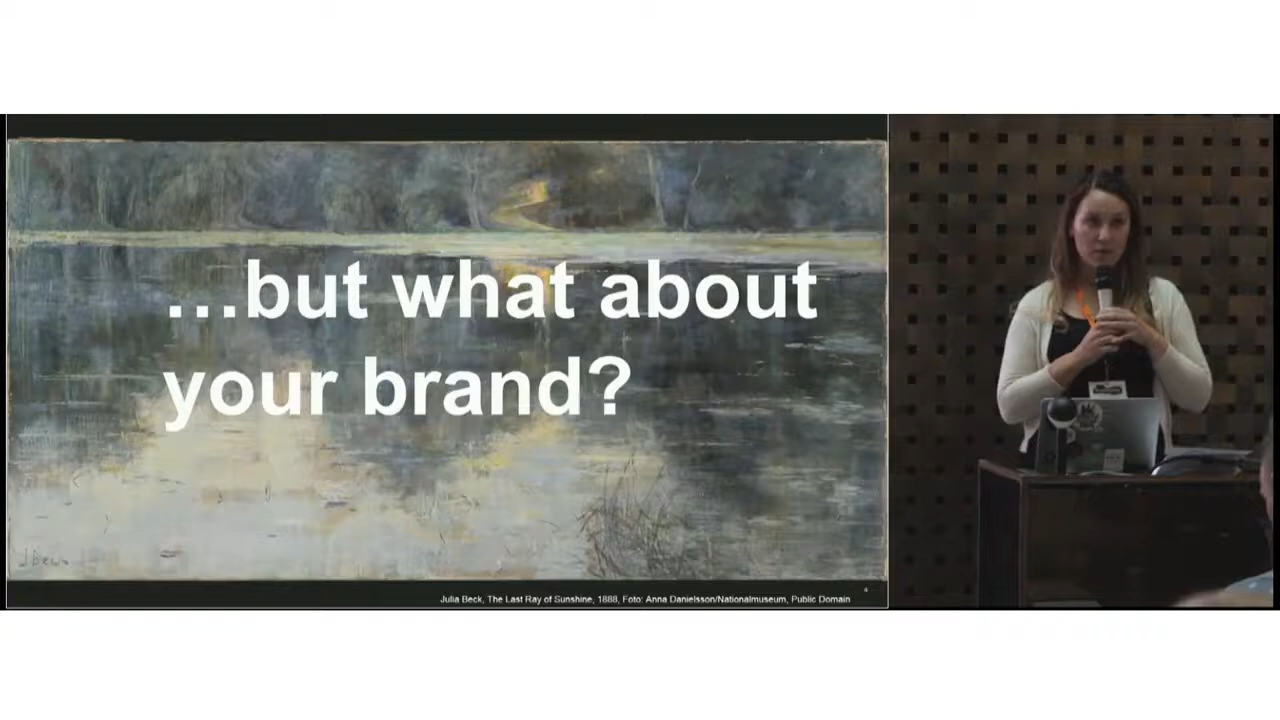 …but what about
your brand?
J Beck
Julia Beck, The Last Ray of Sunshine, 1888, Foto: Anna Danielsson/Nationalmuseum, Public Domain